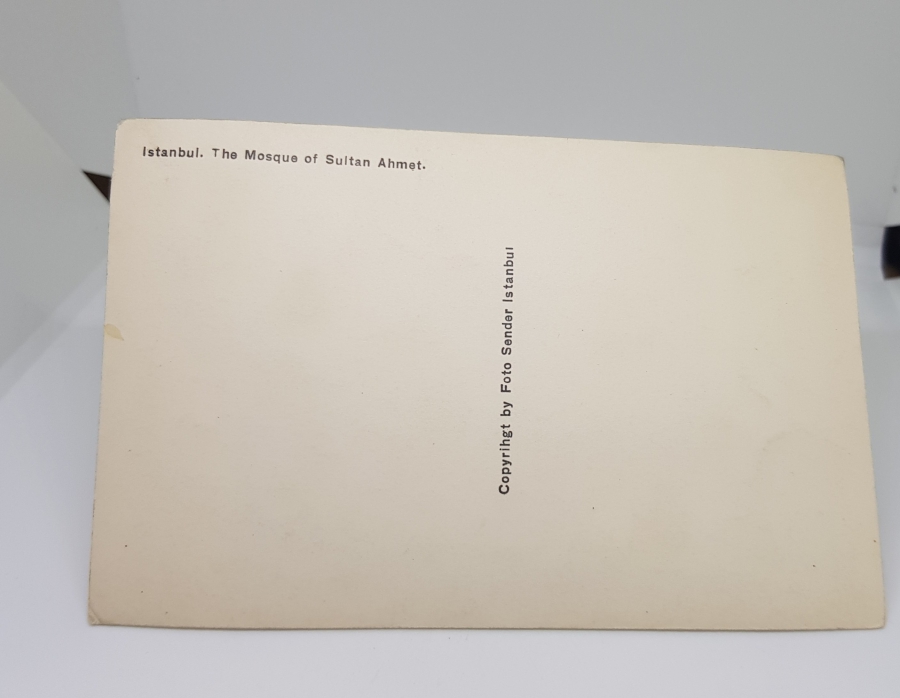 Istanbul. The Mosque of Sultan Ahmet.
Copyrihgt by Foto Sender Istanbul